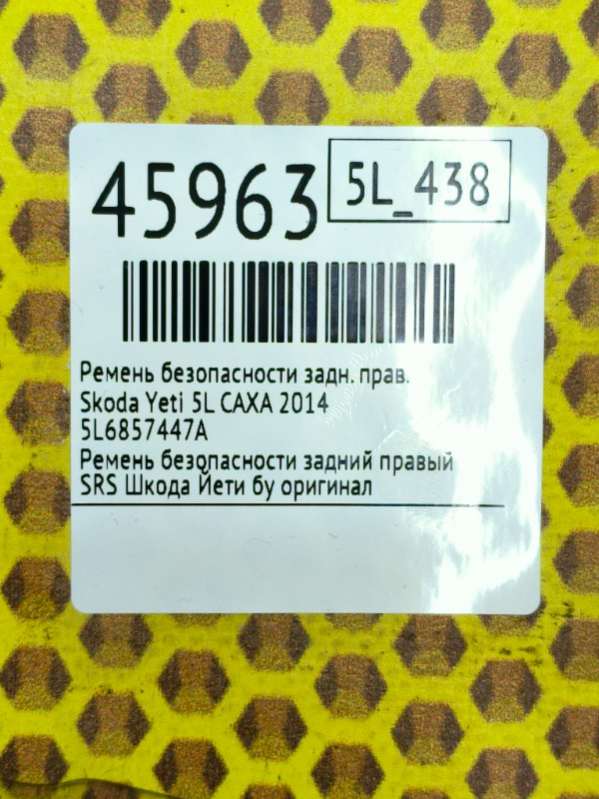 45963
5L_438
Ремень безопасности задн. прав.
Skoda Yeti 5L CAXA 2014
5L6857447A
Ремень безопасности задний правый
SRS Шкода Йети бу оригинал